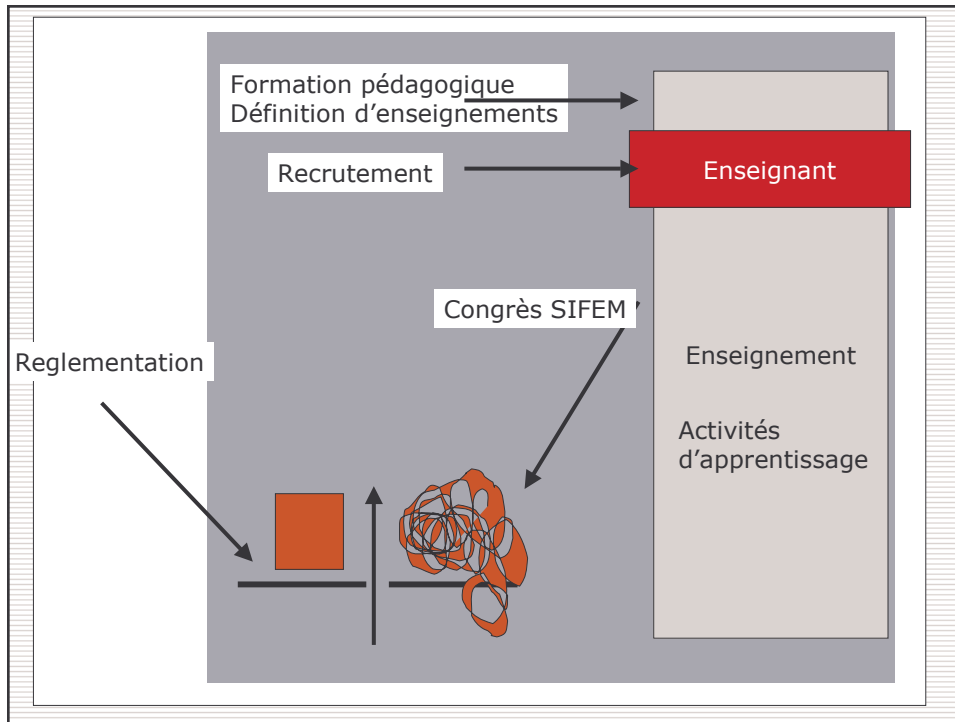 Formation pédagogique
Définition d’enseignements
Recrutement
Enseignant
Congrès SIFEM
Reglementation
Enseignement
Activités
d’apprentissage